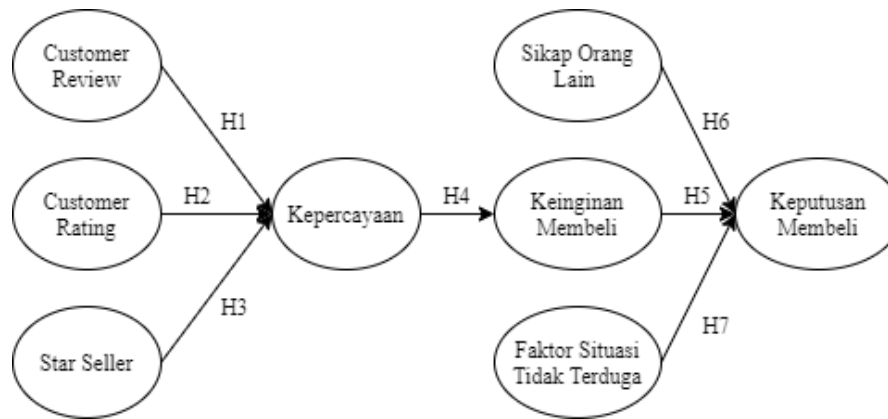 Customer
Review
Sikap Orang
Lain
H1
H6
Customer
Rating
H2
Kepercayaan
H4
Keinginan
Membeli
H5
Keputusan
Membeli
H3
H7
Star Seller
Faktor Situasi
Tidak Terduga